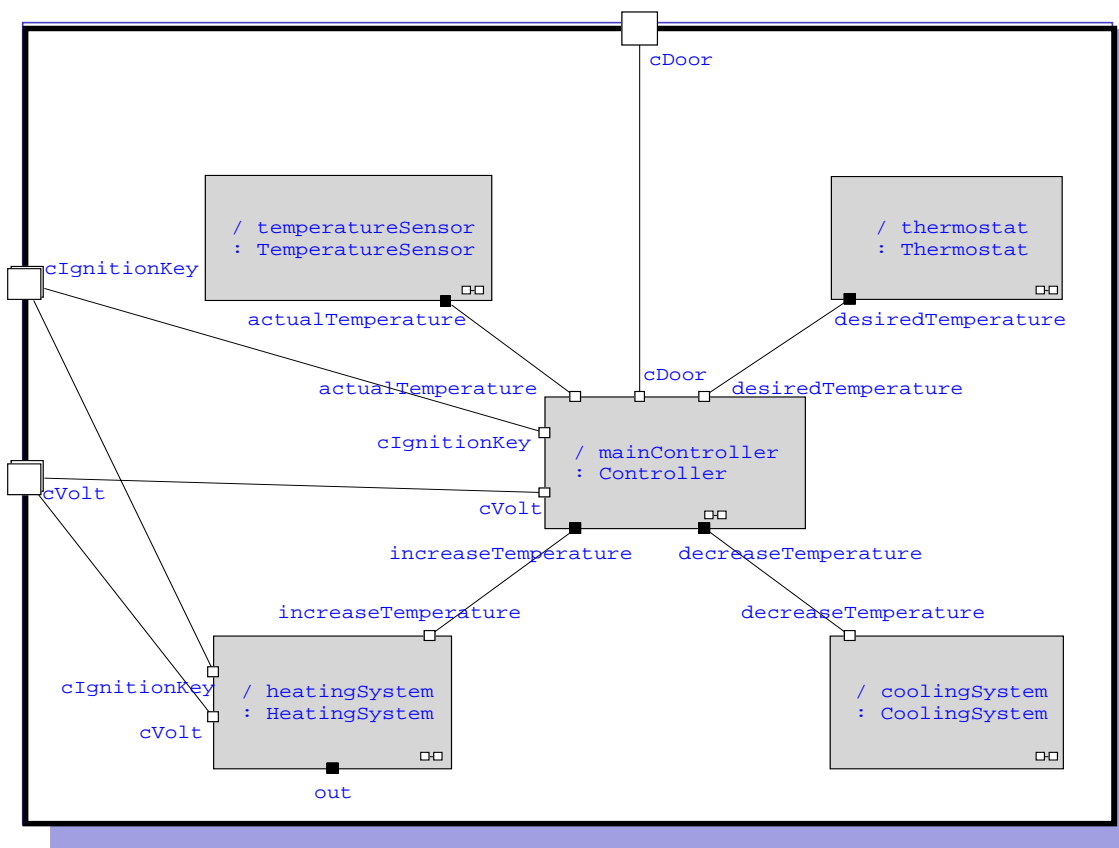 cDoor
/ temperatureSensor
: TemperatureSensor
/ thermostat
: Thermostat
cIgnitionKey
actualTemperature
desiredTemperature
cDoor
actualTemperature
desiredTemperature
cIgnitionKey
/ mainController
: Controller
cVolt
cVolt
increaseTemperature
decreaseTemperature
increaseTemperature
decreaseTemperature
cIgnitionKey
/ heatingSystem
: HeatingSystem
/ coolingSystem
: CoolingSystem
cVolt
out